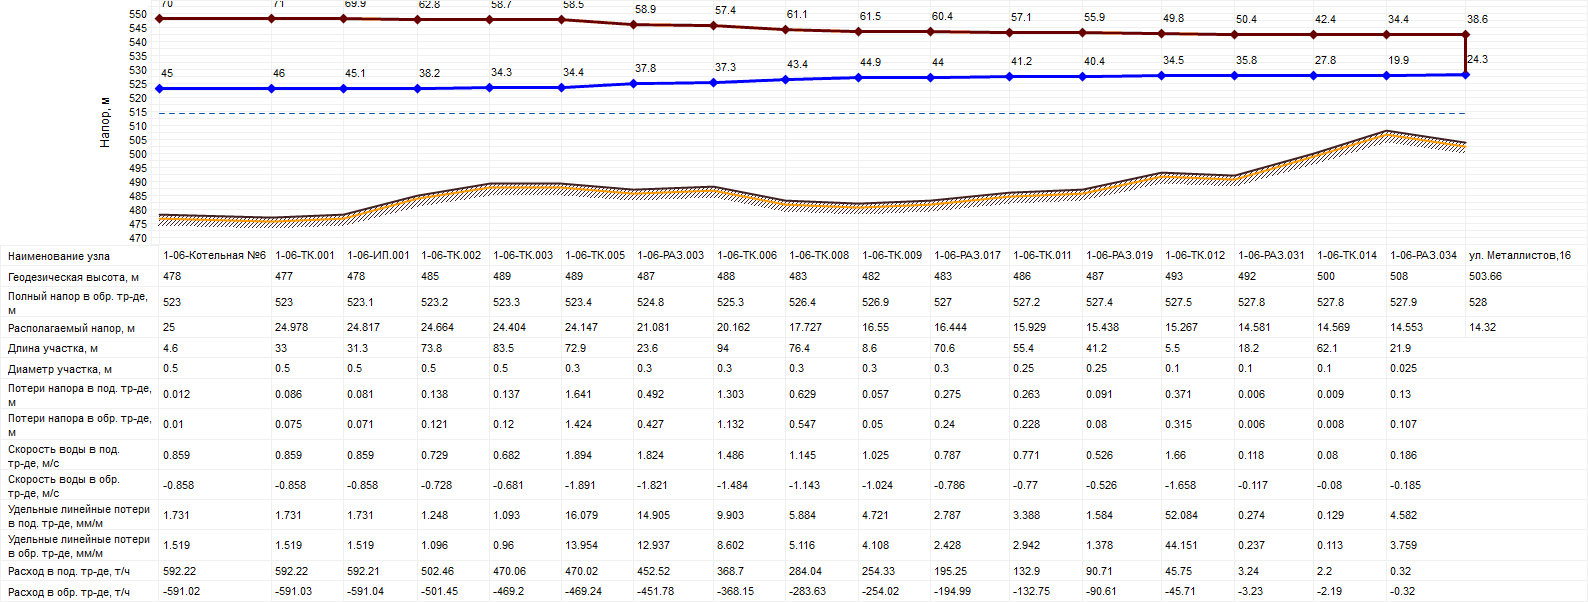 70 71 69.9 62.8 58.7 58.5 58.9 57.4 61.1 61.5 60.4 57.1 55.9 49.8 50.4 42.4 34.4 38.6
45 46 45.1 38.2 34.3 34.4 37.8 37.3 43.4 44.9 44 41.2 40.4 34.5 35.8 27.8 19.9 24.3
Напор, м
550
545
540
535
530
525
520
515
510
505
500
495
490
485
480
475
470
Наименование узла 1-06-Котельная №6 1-06-ТК.001 1-06-ИП.001 1-06-ТК.002 1-06-ТК.003 1-06-ТК.005 1-06-РАЗ.003 1-06-ТК.006 1-06-ТК.008 1-06-ТК.009 1-06-РАЗ.017 1-06-ТК.011 1-06-РАЗ.019 1-06-ТК.012 1-06-РАЗ.031 1-06-ТК.014 1-06-РАЗ.034 ул. Металлистов,16
Геодезическая высота, м 478 477 478 485 489 489 487 488 483 482 483 486 487 493 492 500 508 503.66
Полный напор в обр. тр-де,
м 523 523 523.1 523.2 523.3 523.4 524.8 525.3 526.4 526.9 527 527.2 527.4 527.5 527.8 527.8 527.9 528
Располагаемый напор, м 25 24.978 24.817 24.664 24.404 24.147 21.081 20.162 17.727 16.55 16.444 15.929 15.438 15.267 14.581 14.569 14.553 14.32
Длина участка, м 4.6 33 31.3 73.8 83.5 72.9 23.6 94 76.4 8.6 70.6 55.4 41.2 5.5 18.2 62.1 21.9
Диаметр участка, м 0.5 0.5 0.5 0.5 0.5 0.3 0.3 0.3 0.3 0.3 0.3 0.25 0.25 0.1 0.1 0.1 0.025
Потери напора в под. тр-де,
м 0.012 0.086 0.081 0.138 0.137 1.641 0.492 1.303 0.629 0.057 0.275 0.263 0.091 0.371 0.006 0.009 0.13
Потери напора в обр. тр-де,
м 0.01 0.075 0.071 0.121 0.12 1.424 0.427 1.132 0.547 0.05 0.24 0.228 0.08 0.315 0.006 0.008 0.107
Скорость воды в под.
тр-де, м/с 0.859 0.859 0.859 0.729 0.682 1.894 1.824 1.486 1.145 1.025 0.787 0.771 0.526 1.66 0.118 0.08 0.186
Скорость воды в обр.
тр-де, м/с -0.858 -0.858 -0.858 -0.728 -0.681 -1.891 -1.821 -1.484 -1.143 -1.024 -0.786 -0.77 -0.526 -1.658 -0.117 -0.08 -0.185
Удельные линейные потери
в под. тр-де, мм/м 1.731 1.731 1.731 1.248 1.093 16.079 14.905 9.903 5.884 4.721 2.787 3.388 1.584 52.084 0.274 0.129 4.582
Удельные линейные потери
в обр. тр-де, мм/м 1.519 1.519 1.519 1.096 0.96 13.954 12.937 8.602 5.116 4.108 2.428 2.942 1.378 44.151 0.237 0.113 3.759
Расход в под. тр-де, т/ч 592.22 592.22 592.21 502.46 470.06 470.02 452.52 368.7 284.04 254.33 195.25 132.9 90.71 45.75 3.24 2.2 0.32
Расход в обр. тр-де, т/ч -591.02 -591.03 -591.04 -501.45 -469.2 -469.24 -451.78 -368.15 -283.63 -254.02 -194.99 -132.75 -90.61 -45.71 -3.23 -2.19 -0.32